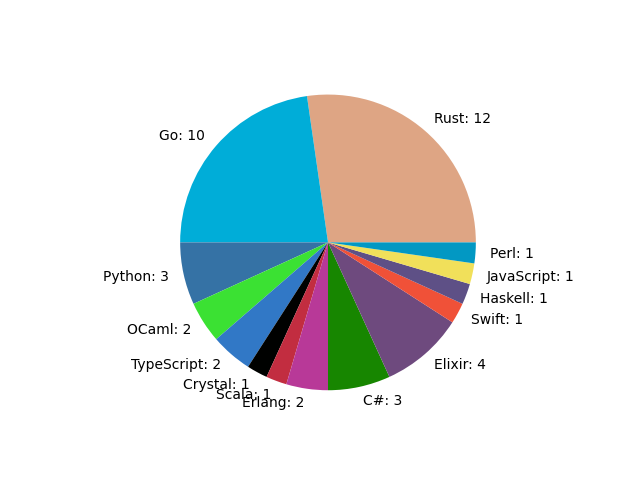 Rust: 12
Go: 10
Python: 3
OCaml: 2
TypeScript: 2
Crystal: 1
Scala: 1
Erlang: 2
C#: 3
Elixir: 4
Swift: 1
Haskell: 1
JavaScript: 1
Perl: 1